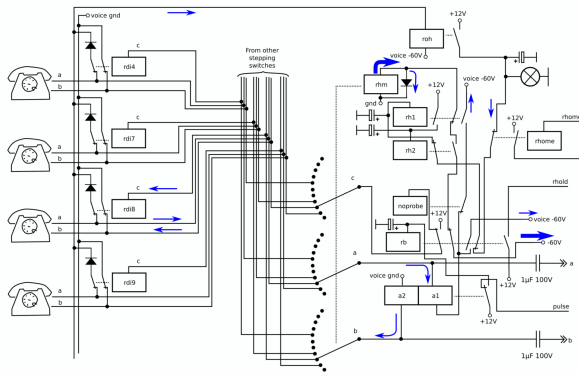 voice gnd
c
rdi4
a
b
c
rdi7
a
b
c
rdi8
a
b
c
rdi9
a
b
From other
stepping
switches
c
a
b
+12V
roh
voice -60V
+
rhm
gnd
+12V
voice -60V
+
+
rh1
rh2
+12V
rhome
rhome
rhold
noprobe
+12V
+
rb
voice -60V
-60V
+12V
a
1μF 100V
voice gnd
a2
a1
+12V
pulse
b
1μF 100V